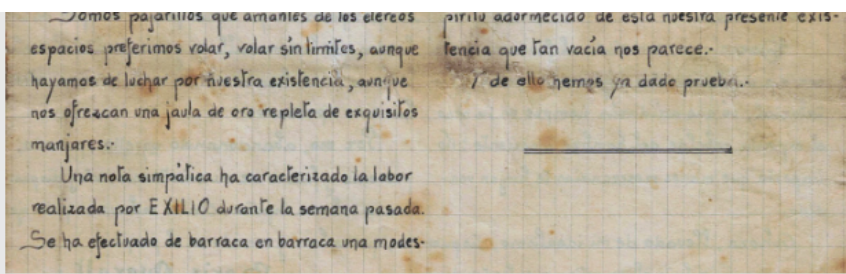 Somos pajarillos que amantes de los etereos
espacios preferimos volar, volar sin limites, aunque
hayamos de luchar por nuestra existencia, aunque
nos ofrezcan una jaula de oro repleta de exquisitos
manjares.-
Una nota simpática ha caracterizado la labor
realizada por EXILIO durante la semana pasada.
Se ha efectuado de barraca en barraca una modes-
piritu adormecido de esta nuestra presente exis-
tencia que tan vacía nos parece.-
Y de ello hemos ya dado prueba.-